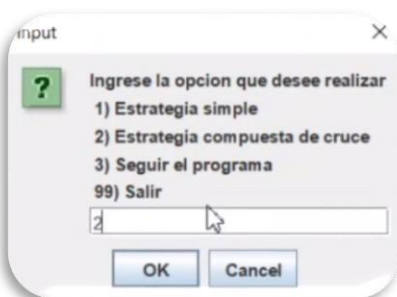 Input
?
Ingrese la opcion que desee realizar
1) Estrategia simple
2) Estrategia compuesta de cruce
3) Seguir el programa
99) Salir
2
OK Cancel